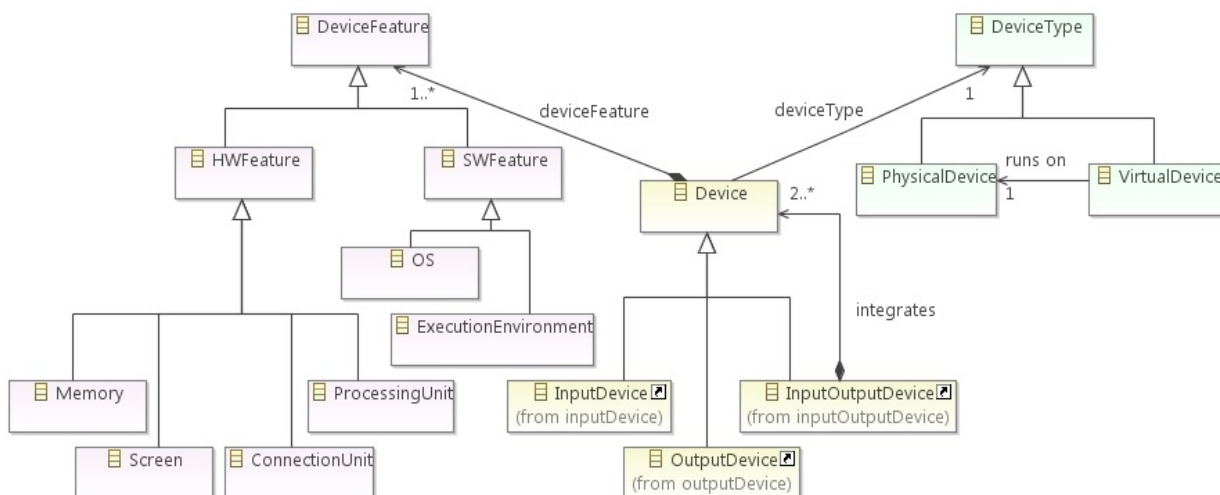 DeviceFeature
DeviceType
1..*
deviceFeature
deviceType
1
HWFeature
SWFeature
Device
2..*
PhysicalDevice
runs on
1
VirtualDevice
OS
ExecutionEnvironment
integrates
Memory
ProcessingUnit
InputDevice
(from inputDevice)
InputOutputDevice
(from inputOutputDevice)
Screen
ConnectionUnit
OutputDevice
(from outputDevice)